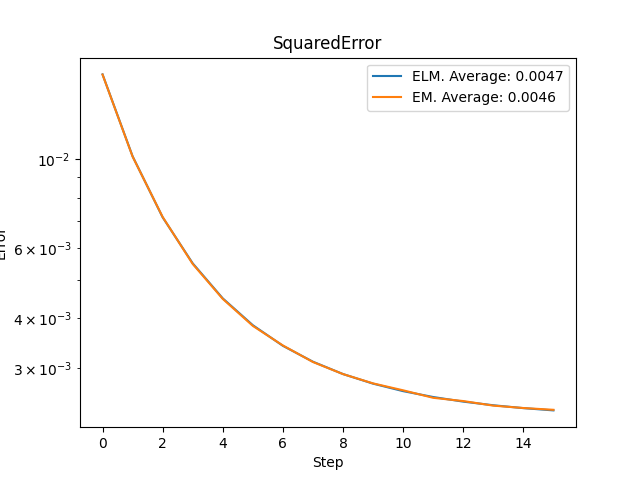 SquaredError
ELM. Average: 0.0047
EM. Average: 0.0046
Error
10⁻²
6 × 10⁻³
4 × 10⁻³
3 × 10⁻³
0 2 4 6 8 10 12 14
Step